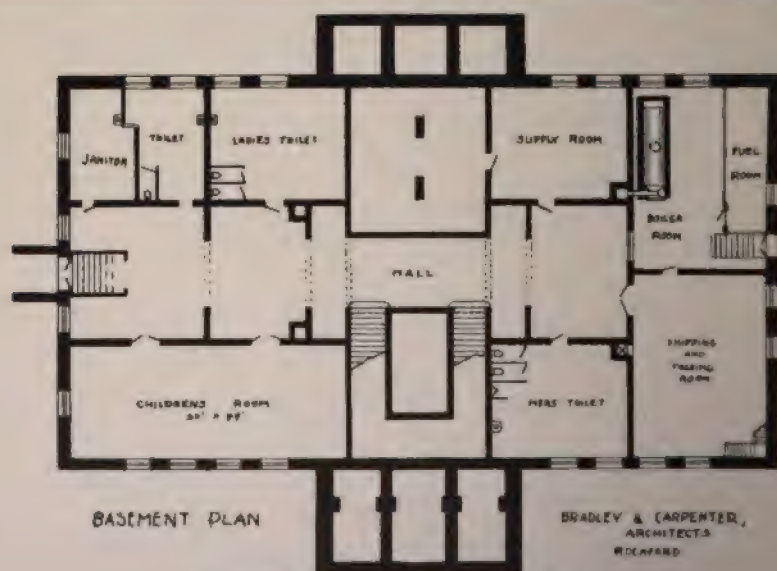 JANITOR
TOILET
LADIES TOILET
SUPPLY ROOM
FUEL
ROOM
BOILER
ROOM
HALL
CHILDRENS ROOM
MENS TOILET
SHIPPING
AND
ROOM
BASEMENT PLAN
BRADLEY & CARPENTER,
ARCHITECTS
ROCKFORD